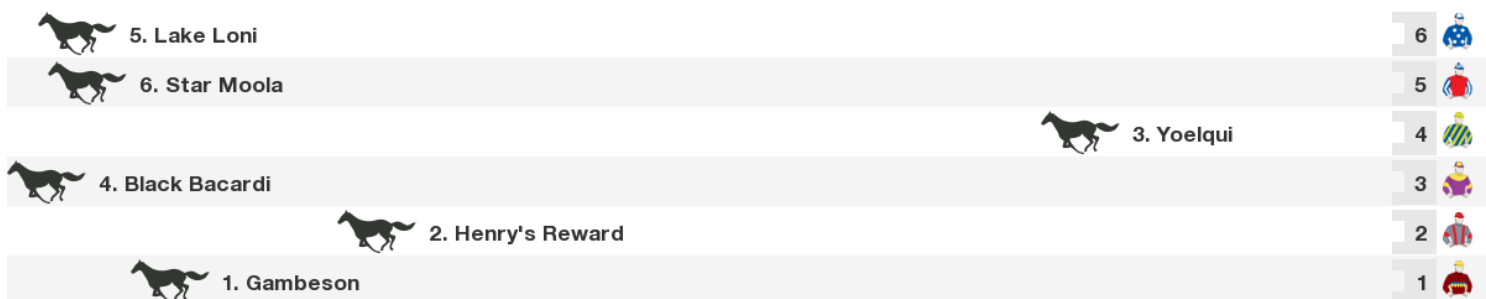 5. Lake Loni 6
6. Star Moola 5
3. Yoelqui 4
4. Black Bacardi 3
2. Henry's Reward 2
1. Gambeson 1